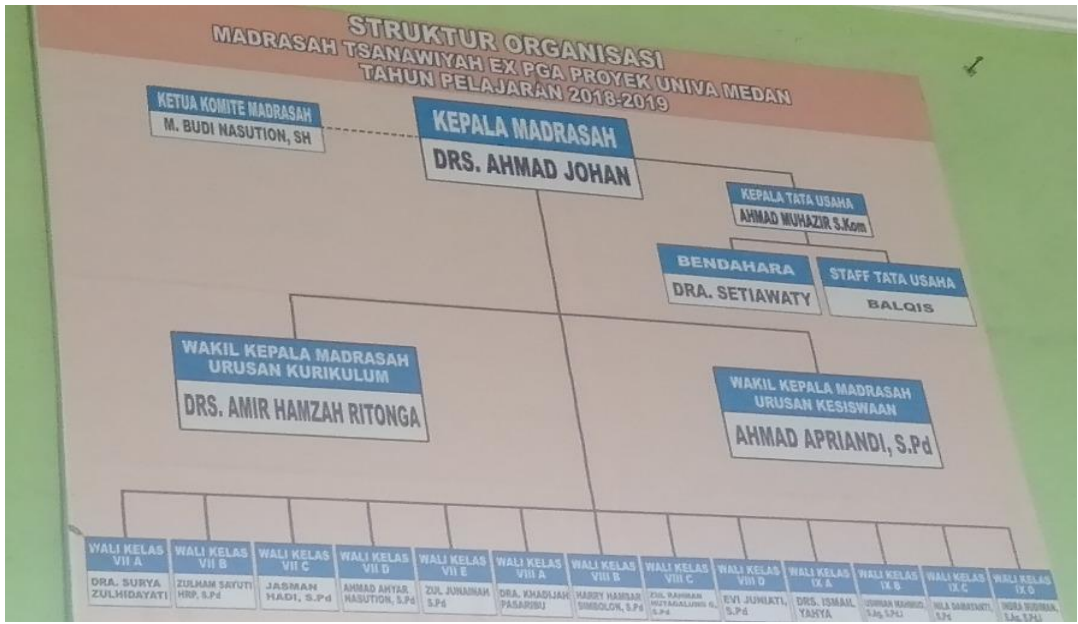 STRUKTUR ORGANISASI
MADRASAH TSANAWIYAH EX PGA PROYEK UNIVA MEDAN
TAHUN PELAJARAN 2018-2019
KETUA KOMITE MADRASAH
M. BUDI NASUTION, SH
KEPALA MADRASAH
DRS. AHMAD JOHAN
KEPALA TATA USAHA
AHMAD MUHAZIR S.Kom
BENDAHARA
DRA. SETIAWATY
STAFF TATA USAHA
BALQIS
WAKIL KEPALA MADRASAH
URUSAN KURIKULUM
DRS. AMIR HAMZAH RITONGA
WAKIL KEPALA MADRASAH
URUSAN KESISWAAN
AHMAD APRIANDI, S.Pd
WALI KELAS
VII A
DRA. SURYA
ZULHIDAYATI
WALI KELAS
VII B
ZULHAM SAYUTI
HRP, S.Pd
WALI KELAS
VII C
JASMAN
HADI, S.Pd
WALI KELAS
VII D
AHMAD AHYAR
NASUTION, S.Pd
WALI KELAS
VII E
ZUL JUNAINAH
S.Pd
WALI KELAS
VIII A
DRA. KHADIJAH
PASARIBU
WALI KELAS
VIII B
HARRY HAMBAR
SIMBOLON, S.Pd
WALI KELAS
VIII C
ZUL RAHMAN
S.Pd
WALI KELAS
VIII D
EVI JUNIATI,
S.Pd
WALI KELAS
IX A
DRS. ISMAIL
YAHYA
WALI KELAS
IX B
WALI KELAS
IX C
S.Pd
WALI KELAS
IX D